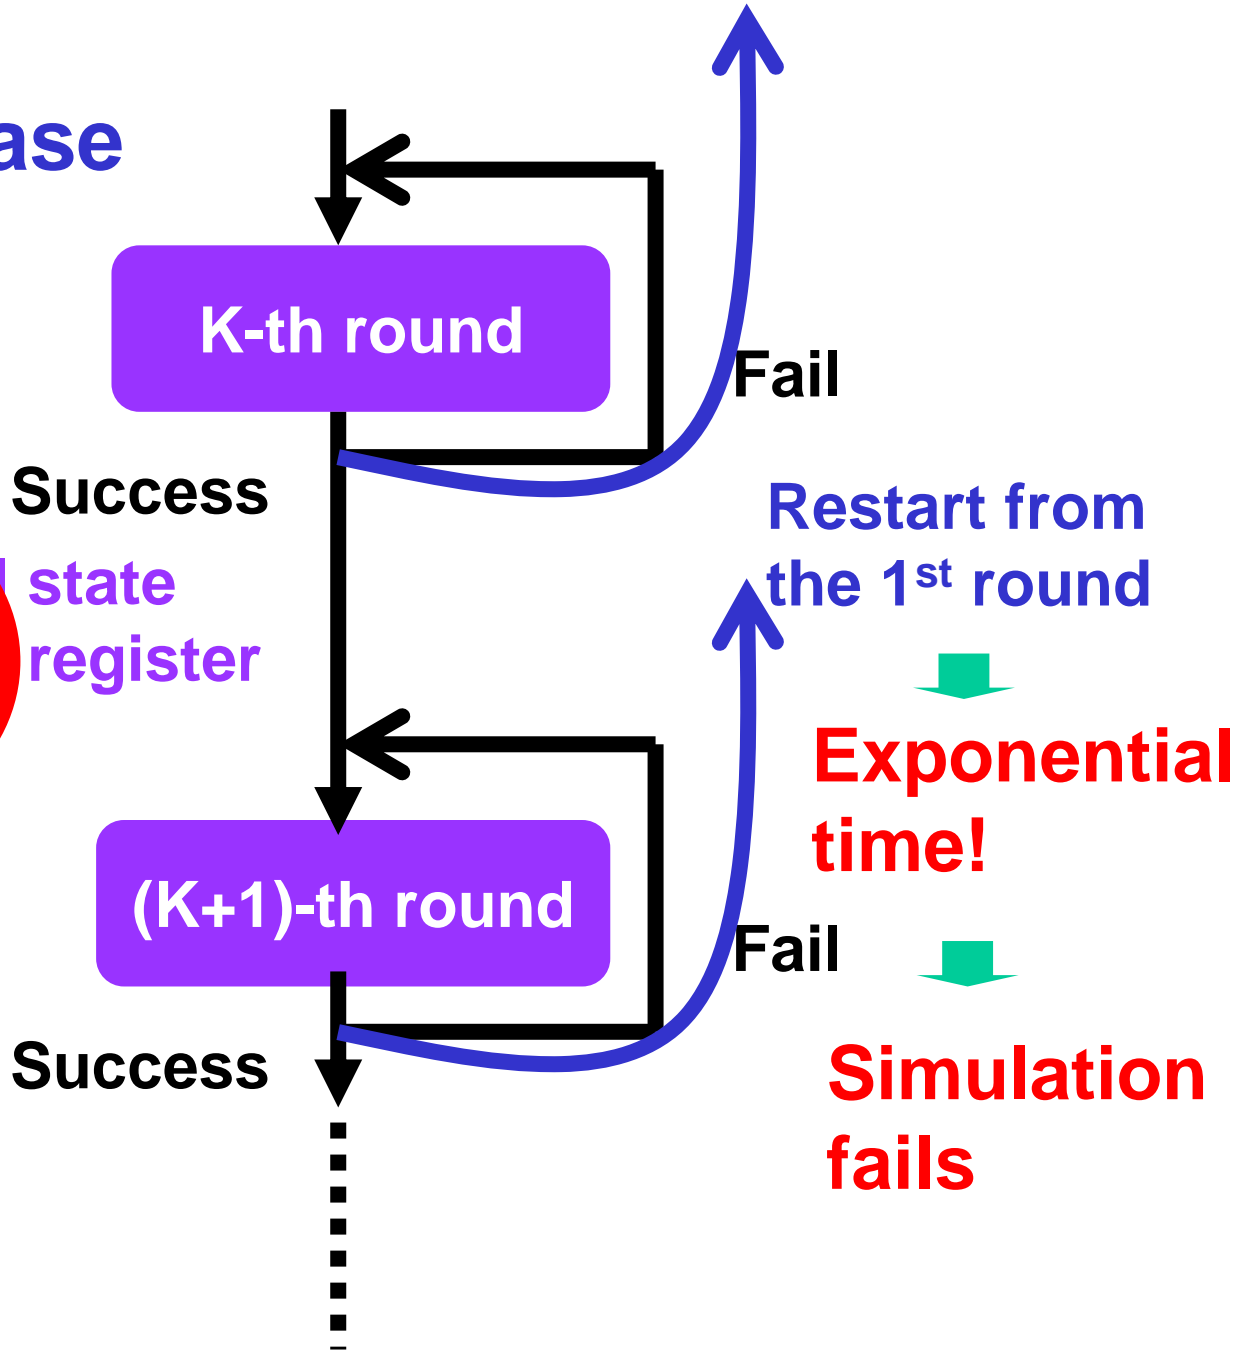 ase
K-th round
Fail
Success
Restart from
the 1st round
state
register
Exponential
time!
(K+1)-th round
Fail
Success
Simulation
fails